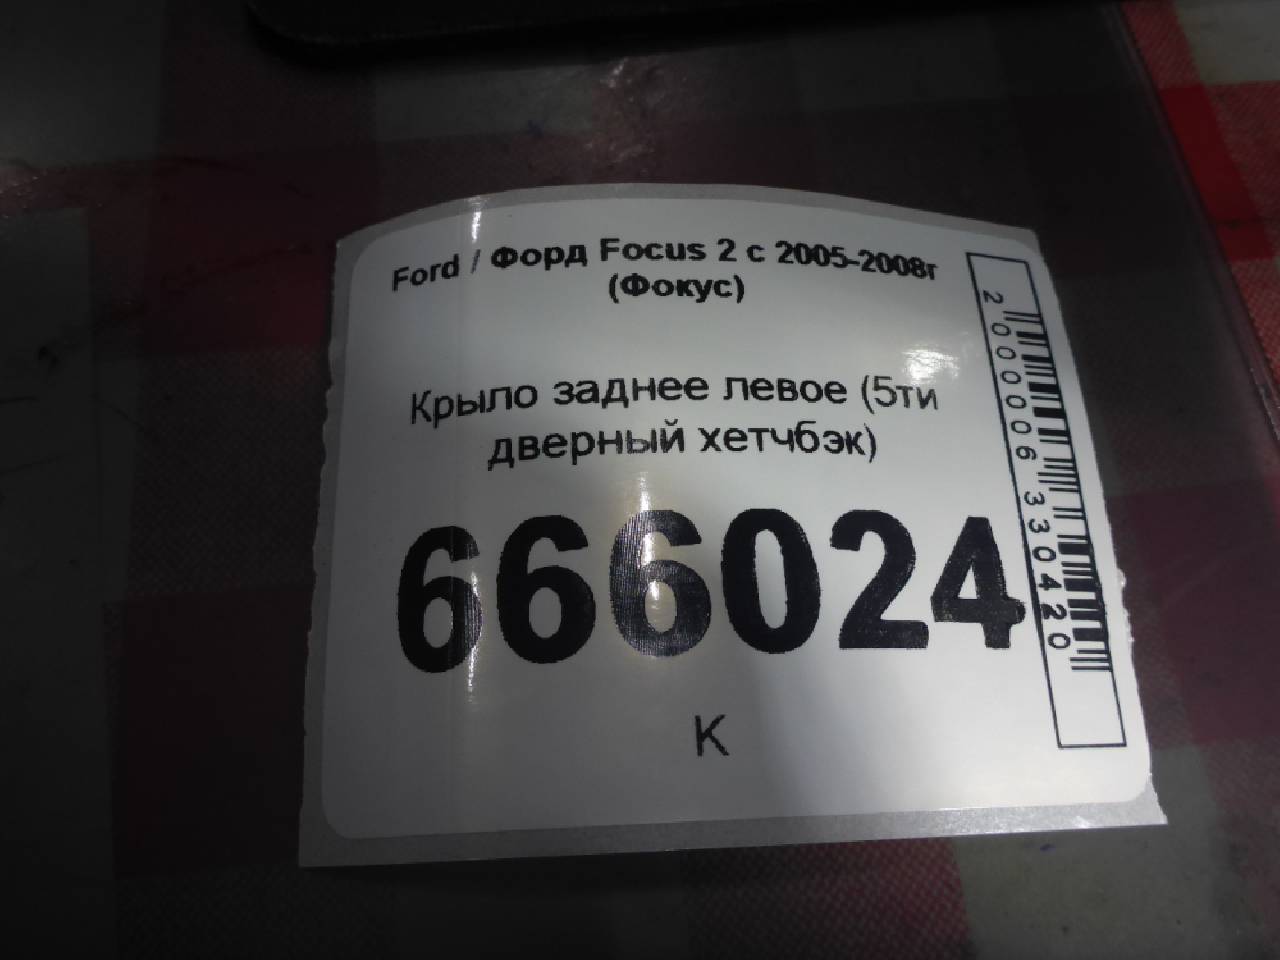 Ford / Форд Focus 2 с 2005-2008г
(Фокус)
Крыло заднее левое (5ти
дверный хетчбэк)
666024
К
2000006330420